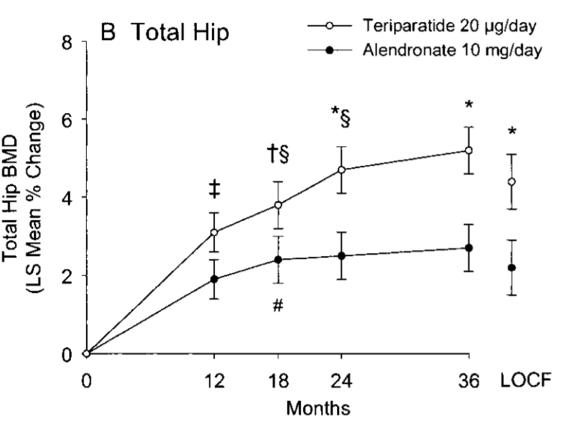 B Total Hip
Teriparatide 20 µg/day
Alendronate 10 mg/day
Total Hip BMD
(LS Mean % Change)
8
6
4
2
0
‡
†§
*§
*
*
#
0 12 18 24 36 LOCF
Months